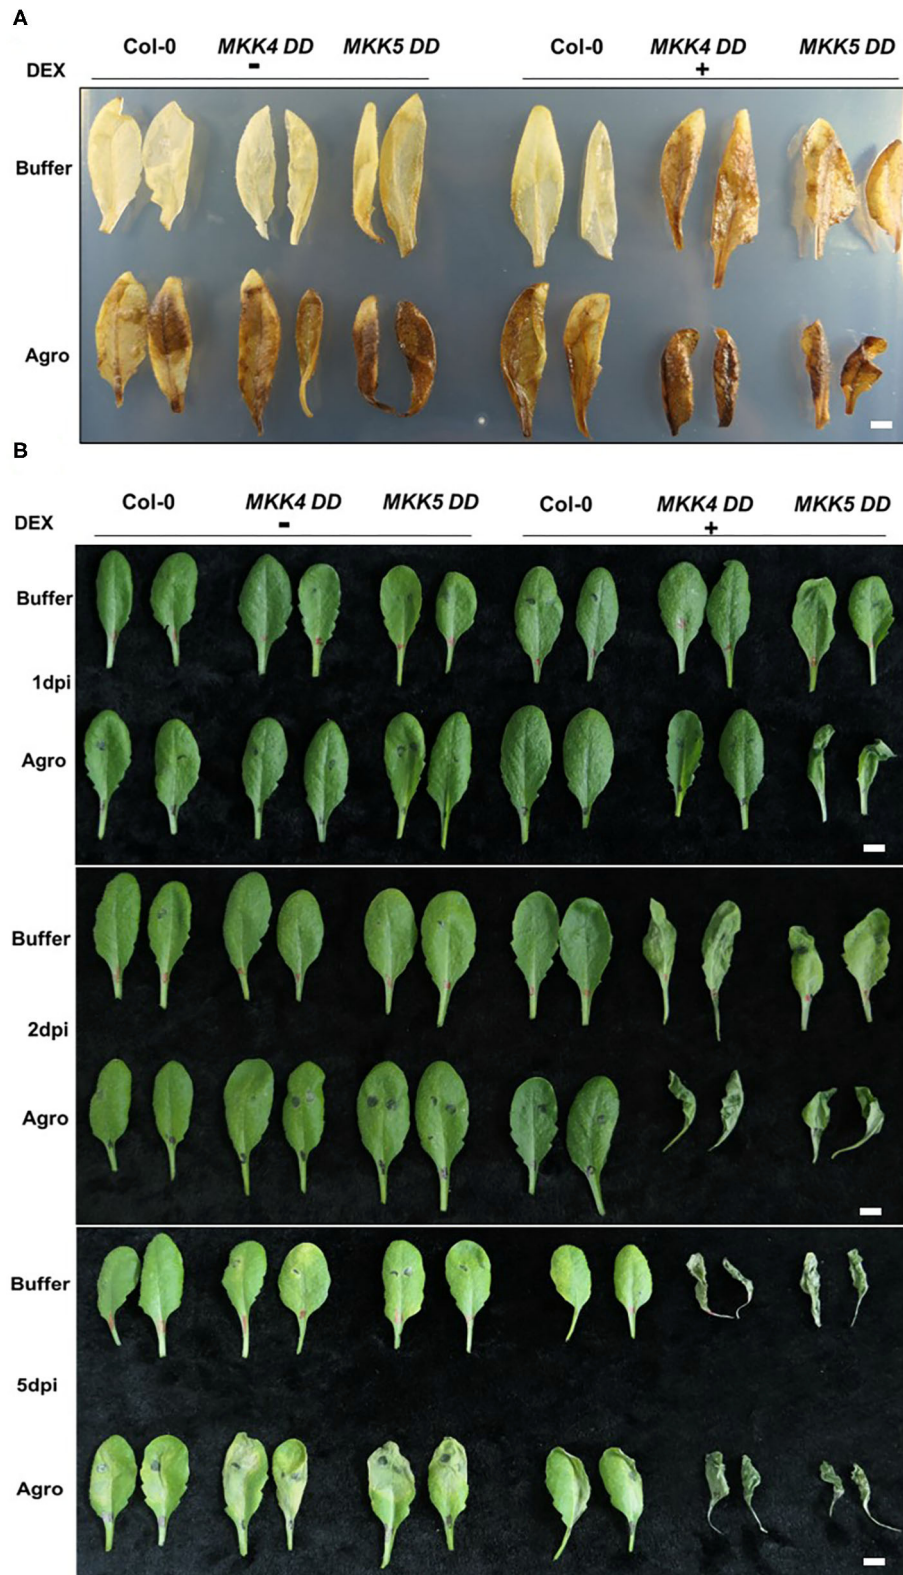 A
Col-0 MKK4 DD MKK5 DD Col-0 MKK4 DD MKK5 DD
DEX - +
Buffer
Agro
B
Col-0 MKK4 DD MKK5 DD Col-0 MKK4 DD MKK5 DD
DEX - +
Buffer
1dpi
Agro
Buffer
2dpi
Agro
Buffer
5dpi
Agro